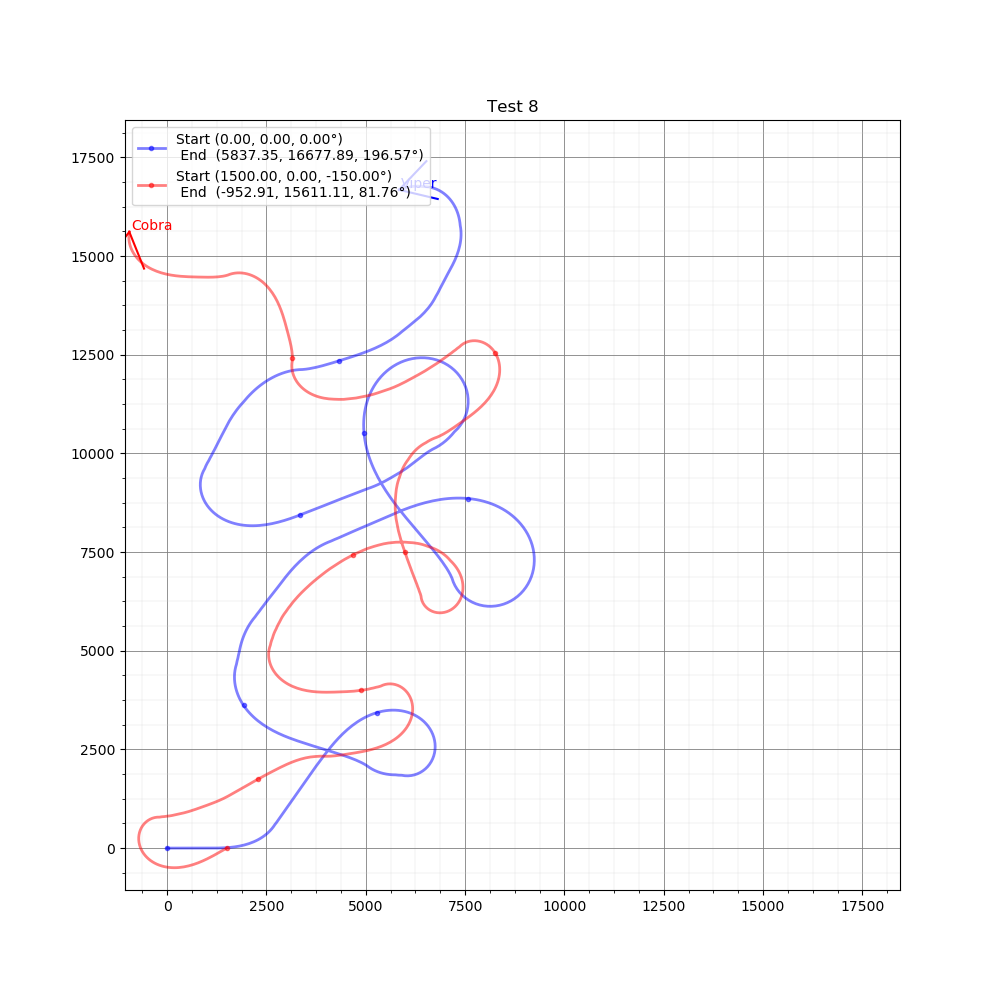 Test 8
Start (0.00, 0.00, 0.00°)
End (5837.35, 16677.89, 196.57°)
Start (1500.00, 0.00, -150.00°)
End (-952.91, 15611.11, 81.76°)
Viper
Cobra
17500
15000
12500
10000
7500
5000
2500
0
0 2500 5000 7500 10000 12500 15000 17500